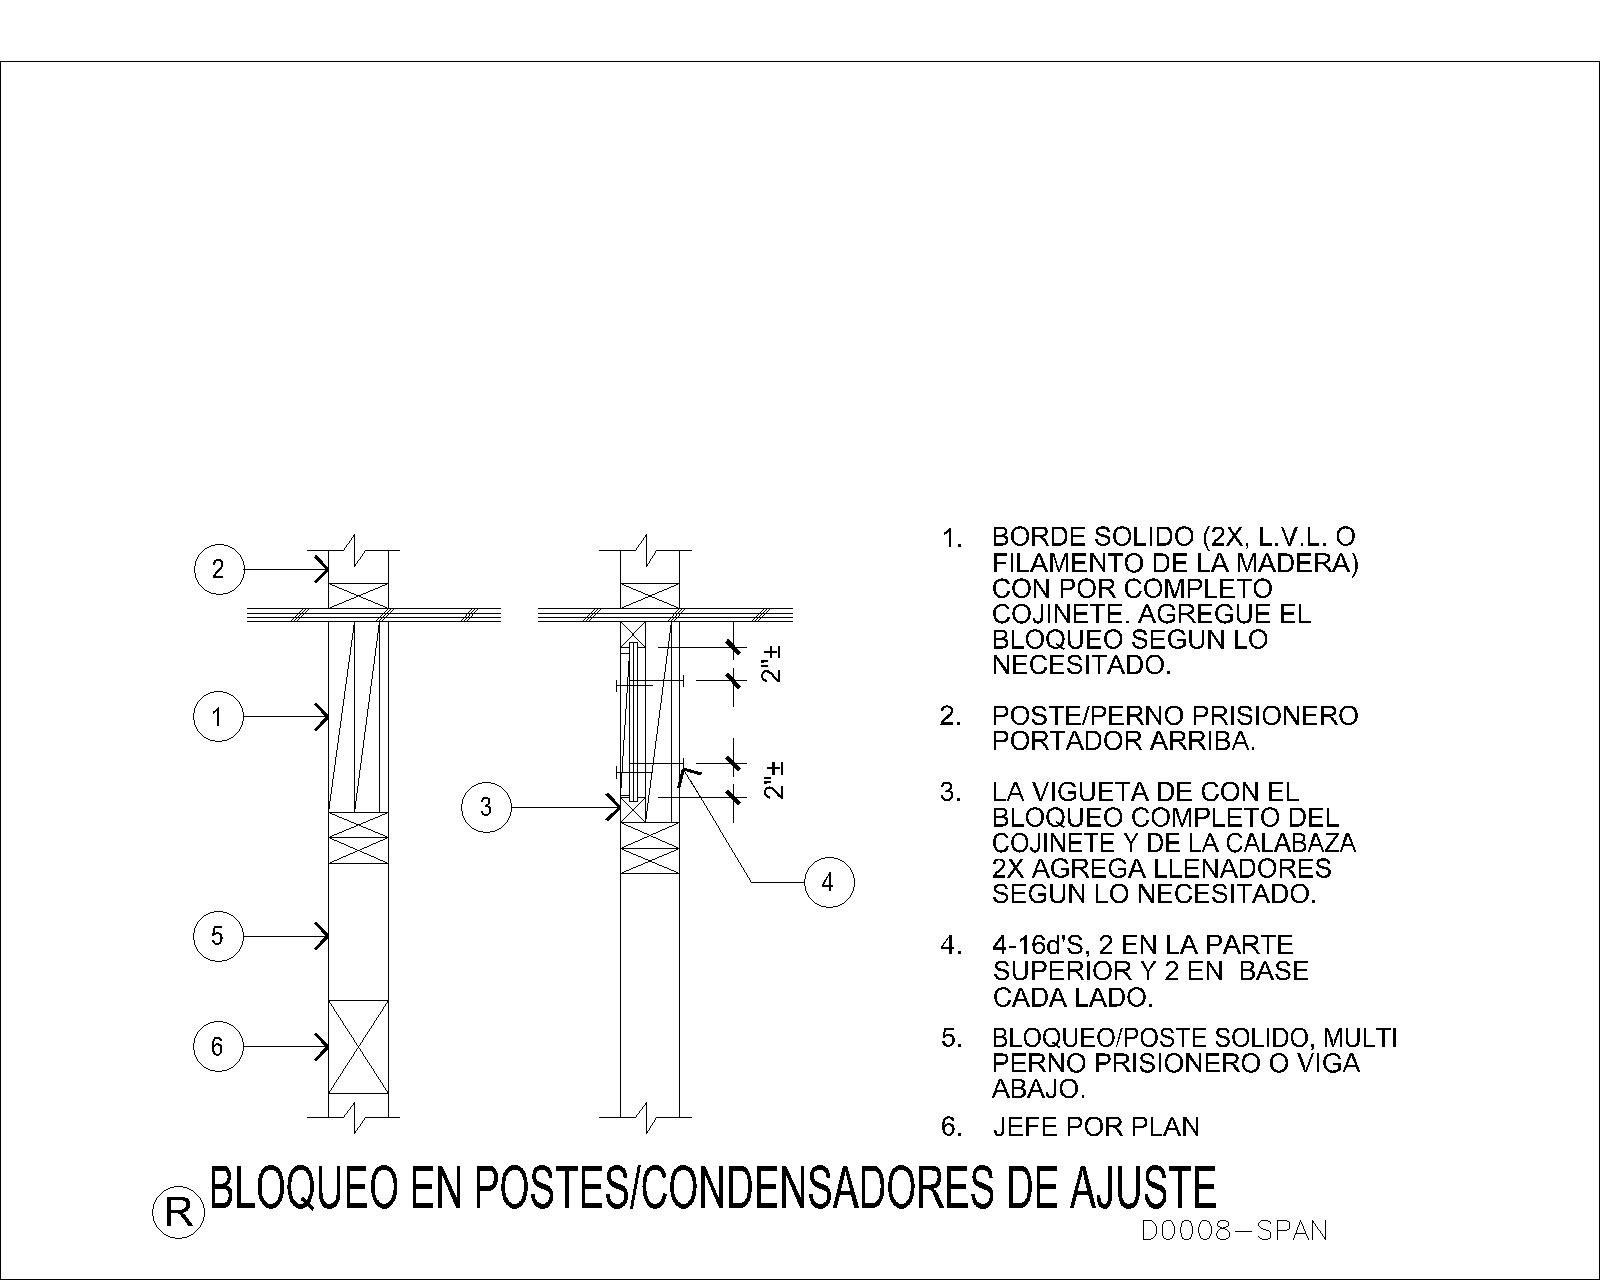 1. BORDE SOLIDO (2X, L.V.L. O
FILAMENTO DE LA MADERA)
CON POR COMPLETO
COJINETE. AGREGUE EL
BLOQUEO SEGUN LO
NECESITADO.
2. POSTE/PERNO PRISIONERO
PORTADOR ARRIBA.
3. LA VIGUETA DE CON EL
BLOQUEO COMPLETO DEL
COJINETE Y DE LA CALABAZA
2X AGREGA LLENADORES
SEGUN LO NECESITADO.
4. 4-16d'S, 2 EN LA PARTE
SUPERIOR Y 2 EN BASE
CADA LADO.
5. BLOQUEO/POSTE SOLIDO, MULTI
PERNO PRISIONERO O VIGA
ABAJO.
6. JEFE POR PLAN
2
1
5
6
3
4
2"±
2"±
R BLOQUEO EN POSTES/CONDENSADORES DE AJUSTE
D0008-SPAN